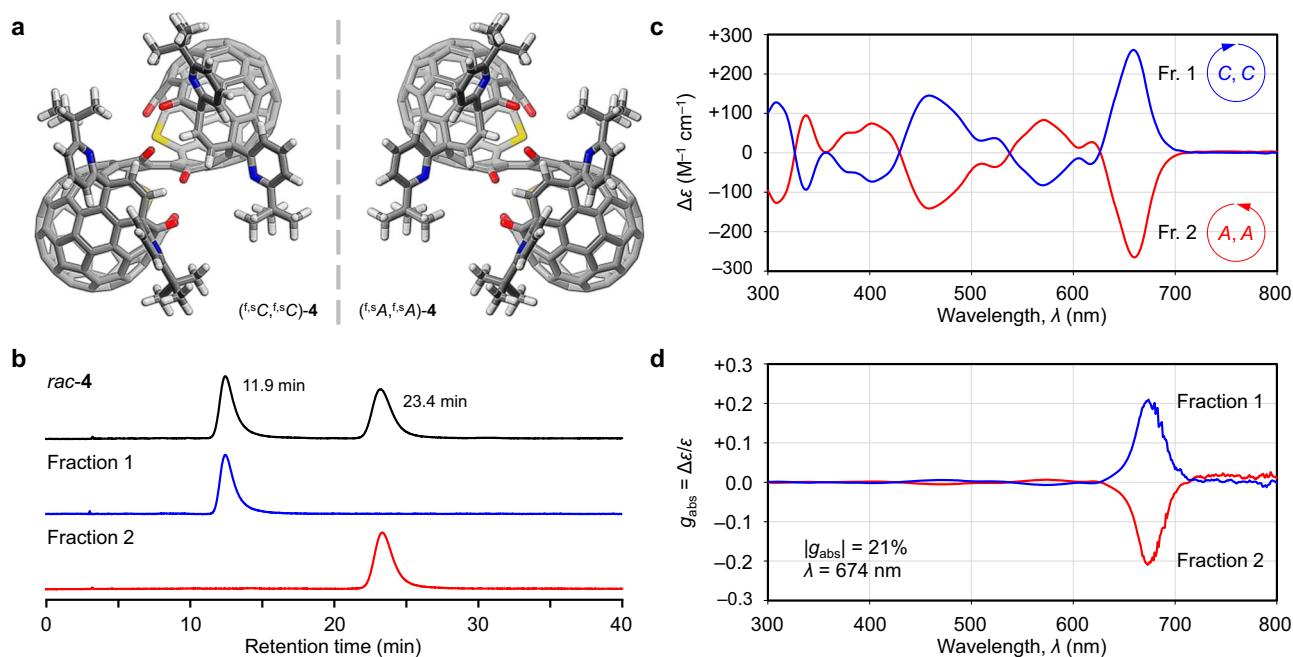 a
(f,sC,f,sC)-4
(f,sA,f,sA)-4
b
rac-4
11.9 min
23.4 min
Fraction 1
Fraction 2
0
5
10
15
20
25
30
35
40
Retention time (min)
c
+300
+200
+100
0
–100
–200
–300
Δε (M⁻¹ cm⁻¹)
Fr. 1
C, C
Fr. 2
A, A
300
400
500
600
700
800
Wavelength, λ (nm)
d
+0.3
+0.2
+0.1
0.0
–0.1
–0.2
–0.3
gabs = Δε/ε
Fraction 1
|gabs| = 21%
λ = 674 nm
Fraction 2
300
400
500
600
700
800
Wavelength, λ (nm)